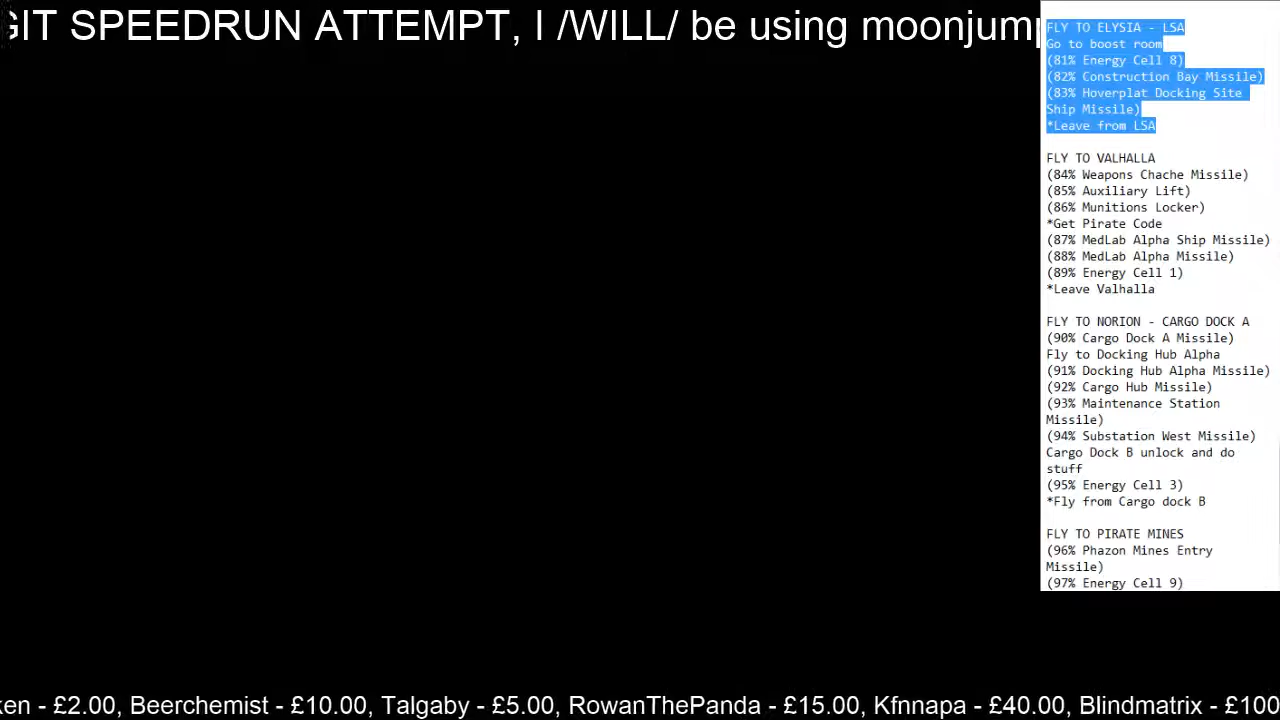 GIT SPEEDRUN ATTEMPT, I /WILL/ be using moonjump
FLY TO ELYSIA - LSA
Go to boost room
(81% Energy Cell 8)
(82% Construction Bay Missile)
(83% Hoverplat Docking Site
Ship Missile)
*Leave from LSA
FLY TO VALHALLA
(84% Weapons Chache Missile)
(85% Auxiliary Lift)
(86% Munitions Locker)
*Get Pirate Code
(87% MedLab Alpha Ship Missile)
(88% MedLab Alpha Missile)
(89% Energy Cell 1)
*Leave Valhalla
FLY TO NORION - CARGO DOCK A
(90% Cargo Dock A Missile)
Fly to Docking Hub Alpha
(91% Docking Hub Alpha Missile)
(92% Cargo Hub Missile)
(93% Maintenance Station
Missile)
(94% Substation West Missile)
Cargo Dock B unlock and do
stuff
(95% Energy Cell 3)
*Fly from Cargo dock B
FLY TO PIRATE MINES
(96% Phazon Mines Entry
Missile)
(97% Energy Cell 9)
ken - £2.00, Beerchemist - £10.00, Talgaby - £5.00, RowanThePanda - £15.00, Kfnnapa - £40.00, Blindmatrix - £100